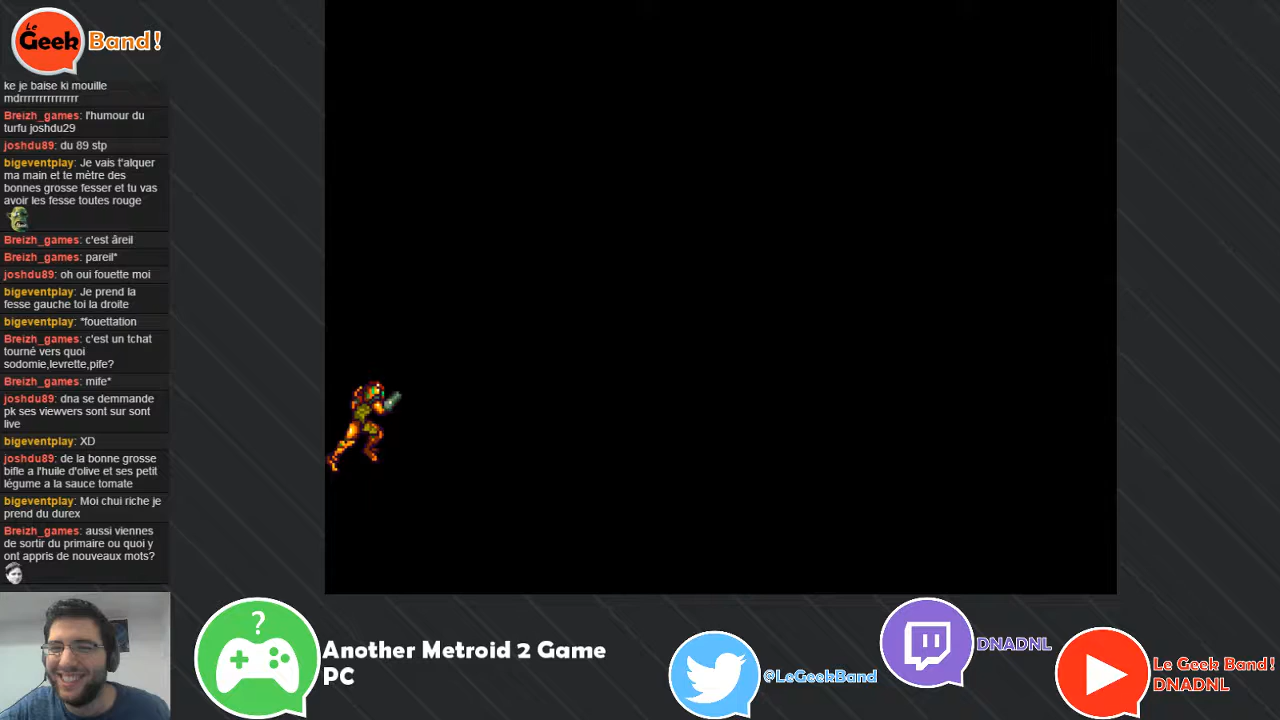 Le
Geek Band !
ke je baise ki mouille
mdrrrrrrrrrrrrrr
Breizh_games: l'humour du
turfu joshdu29
joshdu89: du 89 stp
bigeventplay: Je vais t'alquer
ma main et te mètre des
bonnes grosse fesser et tu vas
avoir les fesse toutes rouge
Breizh_games: c'est âreil
Breizh_games: pareil*
joshdu89: oh oui fouette moi
bigeventplay: Je prend la
fesse gauche toi la droite
bigeventplay: *fouettation
Breizh_games: c'est un tchat
tourné vers quoi
sodomie,levrette,pife?
Breizh_games: mife*
joshdu89: dna se demmande
pk ses viewvers sont sur sont
live
bigeventplay: XD
joshdu89: de la bonne grosse
bifle a l'huile d'olive et ses petit
légume a la sauce tomate
bigeventplay: Moi chui riche je
prend du durex
Breizh_games: aussi viennes
de sortir du primaire ou quoi y
ont appris de nouveaux mots?
?
Another Metroid 2 Game
PC
@LeGeekBand
DNADNL
Le Geek Band !
DNADNL